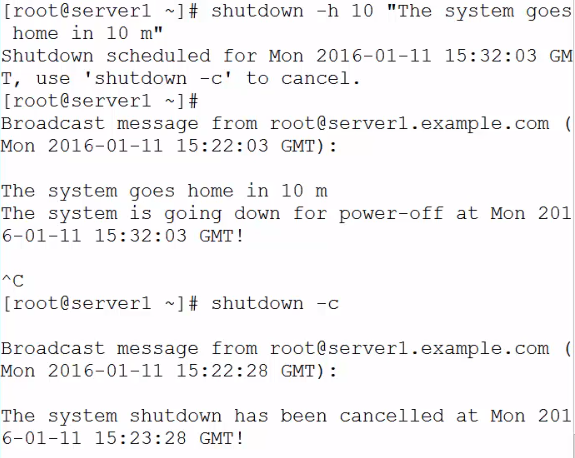 [root@server1 ~]# shutdown -h 10 "The system goes
home in 10 m"
Shutdown scheduled for Mon 2016-01-11 15:32:03 GM
T, use 'shutdown -c' to cancel.
[root@server1 ~]#
Broadcast message from root@server1.example.com (
Mon 2016-01-11 15:22:03 GMT):
The system goes home in 10 m
The system is going down for power-off at Mon 201
6-01-11 15:32:03 GMT!
^C
[root@server1 ~]# shutdown -c
Broadcast message from root@server1.example.com (
Mon 2016-01-11 15:22:28 GMT):
The system shutdown has been cancelled at Mon 201
6-01-11 15:23:28 GMT!